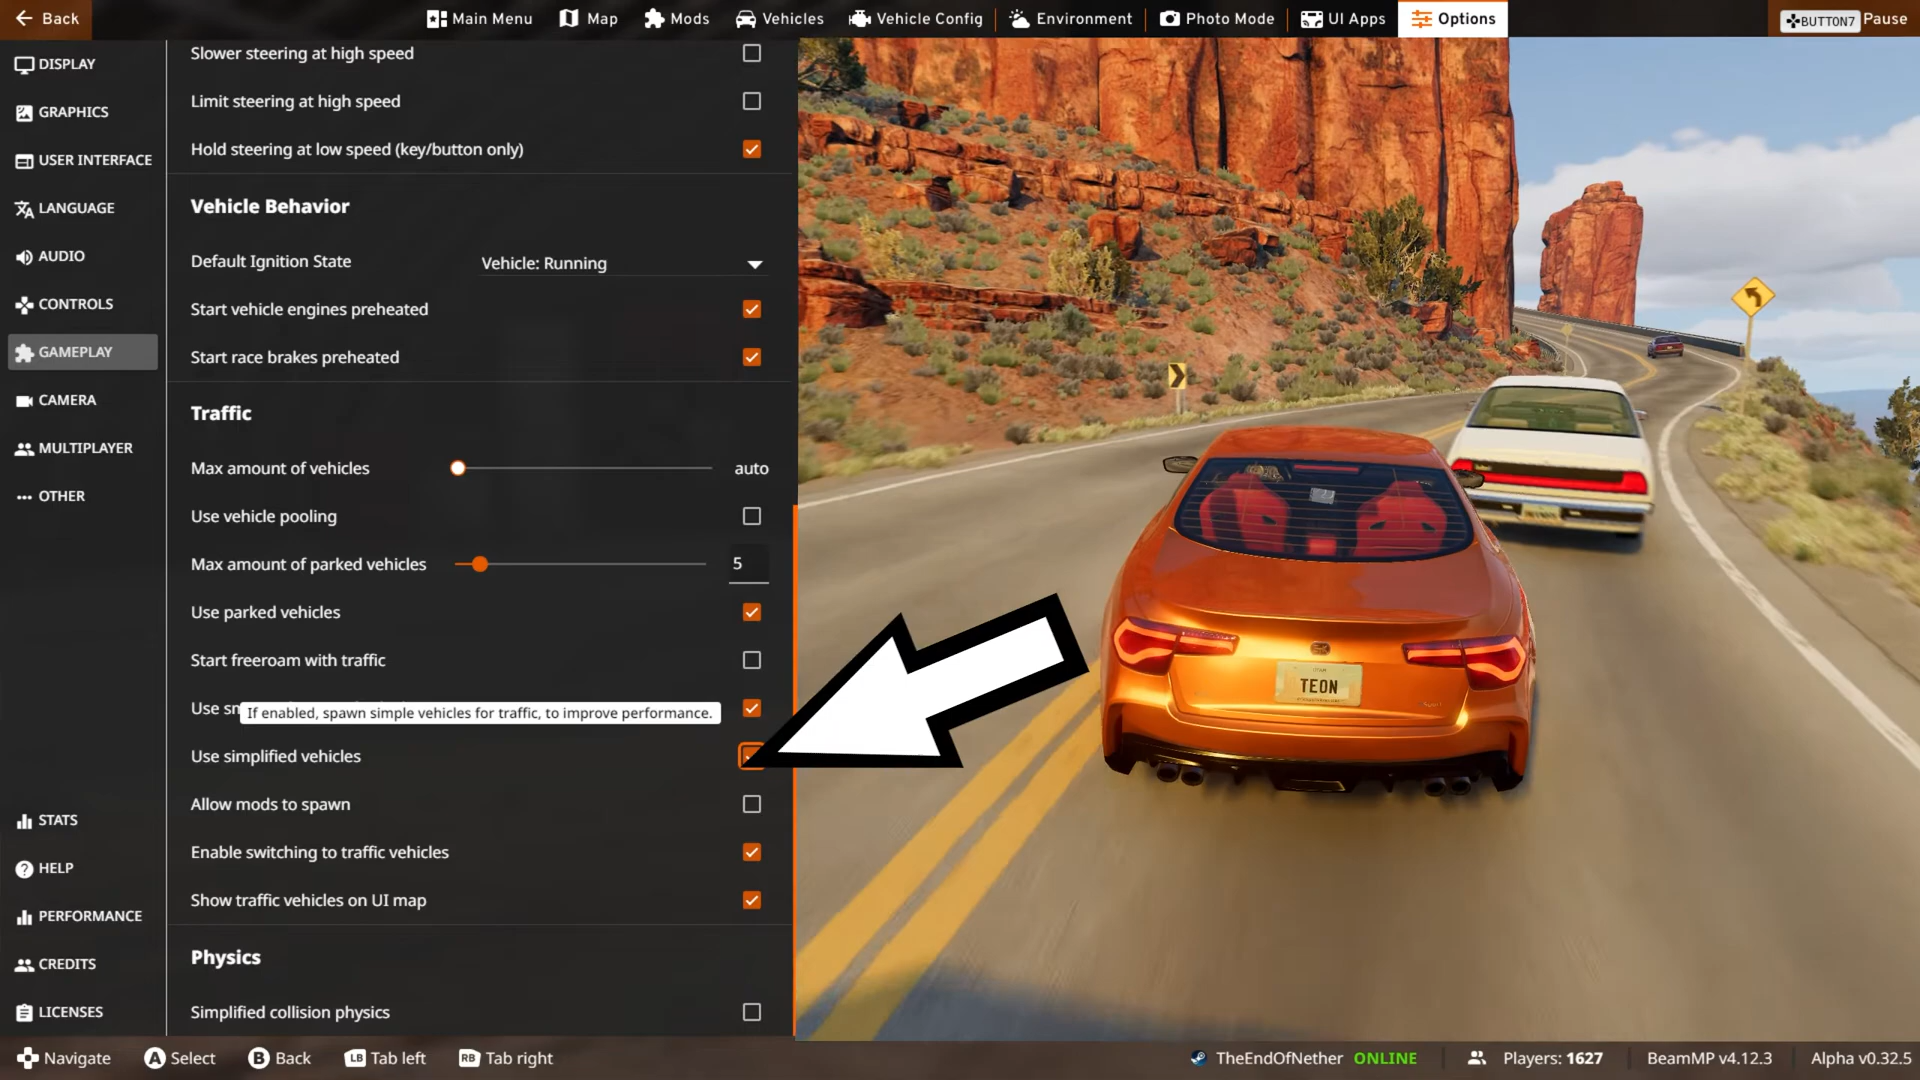 Back
Main Menu
Map
Mods
Vehicles
Vehicle Config
Environment
Photo Mode
UI Apps
Options
BUTTON7 Pause
DISPLAY
GRAPHICS
USER INTERFACE
LANGUAGE
AUDIO
CONTROLS
GAMEPLAY
CAMERA
MULTIPLAYER
OTHER
STATS
HELP
PERFORMANCE
CREDITS
LICENSES
Slower steering at high speed
Limit steering at high speed
Hold steering at low speed (key/button only)
Vehicle Behavior
Default Ignition State Vehicle: Running
Start vehicle engines preheated
Start race brakes preheated
Traffic
Max amount of vehicles auto
Use vehicle pooling
Max amount of parked vehicles 5
Use parked vehicles
Start freeroam with traffic
Use
If enabled, spawn simple vehicles for traffic, to improve performance.
Use simplified vehicles
Allow mods to spawn
Enable switching to traffic vehicles
Show traffic vehicles on UI map
Physics
Simplified collision physics
TEON
Navigate
A Select
B Back
LB Tab left
RB Tab right
TheEndOfNether ONLINE
Players: 1627
BeamMP v4.12.3
Alpha v0.32.5